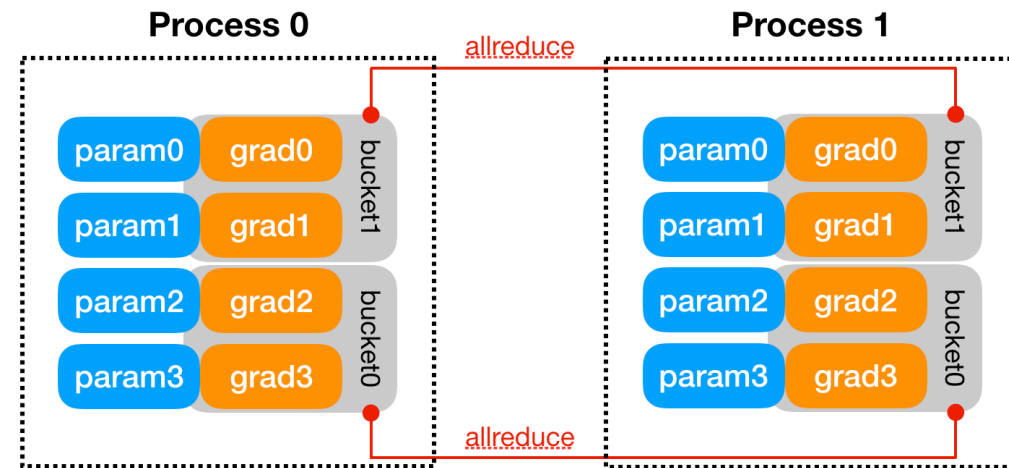 Process 0
Process 1
allreduce
param0 grad0
param1 grad1
bucket1
param2 grad2
param3 grad3
bucket0
param0 grad0
param1 grad1
bucket1
param2 grad2
param3 grad3
bucket0
allreduce